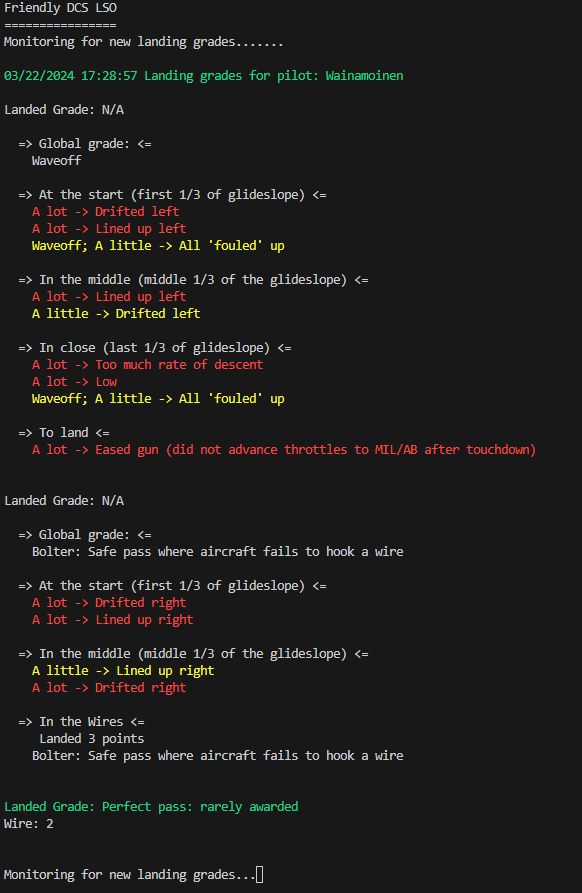 Friendly DCS LSO
================
Monitoring for new landing grades.......
03/22/2024 17:28:57 Landing grades for pilot: Wainamoinen
Landed Grade: N/A
=> Global grade: <=
Waveoff
=> At the start (first 1/3 of glideslope) <=
A lot -> Drifted left
A lot -> Lined up left
Waveoff; A little -> All 'fouled' up
=> In the middle (middle 1/3 of the glideslope) <=
A lot -> Lined up left
A little -> Drifted left
=> In close (last 1/3 of glideslope) <=
A lot -> Too much rate of descent
A lot -> Low
Waveoff; A little -> All 'fouled' up
=> To land <=
A lot -> Eased gun (did not advance throttles to MIL/AB after touchdown)
Landed Grade: N/A
=> Global grade: <=
Bolter: Safe pass where aircraft fails to hook a wire
=> At the start (first 1/3 of glideslope) <=
A lot -> Drifted right
A lot -> Lined up right
=> In the middle (middle 1/3 of the glideslope) <=
A little -> Lined up right
A lot -> Drifted right
=> In the Wires <=
Landed 3 points
Bolter: Safe pass where aircraft fails to hook a wire
Landed Grade: Perfect pass: rarely awarded
Wire: 2
Monitoring for new landing grades...